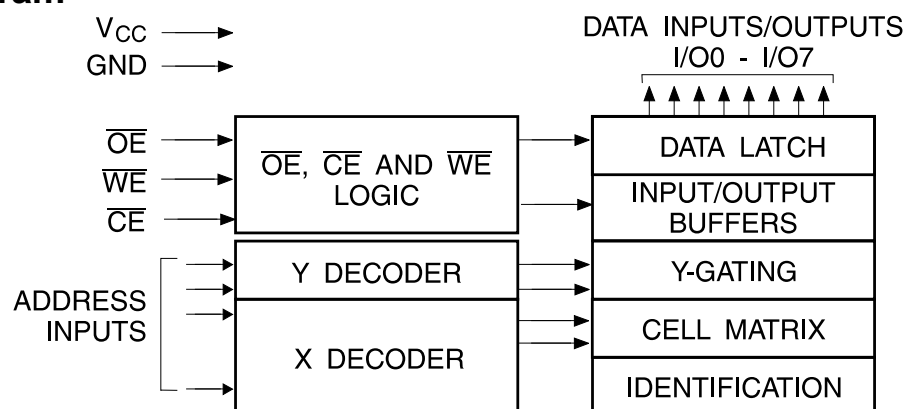 VCC
GND
OE
WE
CE
ADDRESS
INPUTS
OE, CE AND WE
LOGIC
Y DECODER
X DECODER
DATA INPUTS/OUTPUTS
I/O0 - I/O7
DATA LATCH
INPUT/OUTPUT
BUFFERS
Y-GATING
CELL MATRIX
IDENTIFICATION